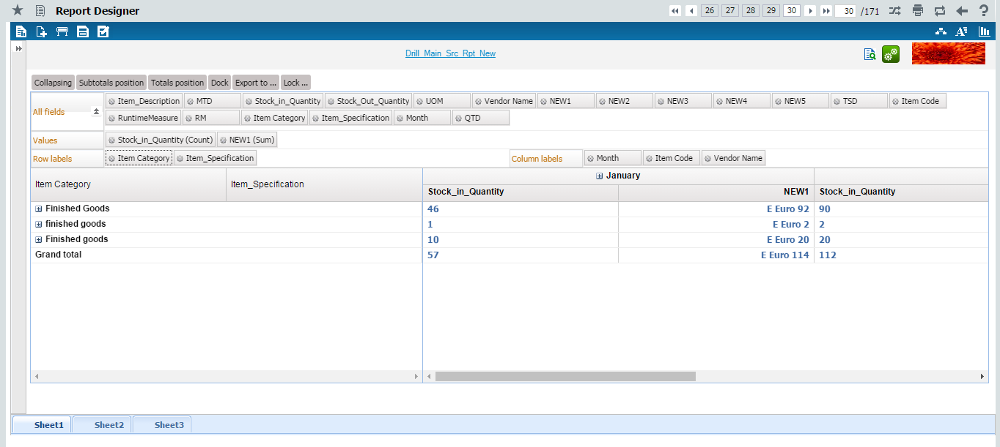 Report Designer 26 27 28 29 30 30 /171 ?
Drill_Main_Src_Rpt_New
Collapsing Subtotals position Totals position Dock Export to ... Lock ...
All fields
Item_Description MTD Stock_in_Quantity Stock_Out_Quantity UOM Vendor Name NEW1 NEW2 NEW3 NEW4 NEW5 TSD Item Code
RuntimeMeasure RM Item Category Item_Specification Month QTD
Values Stock_in_Quantity (Count) NEW1 (Sum)
Row labels Item Category Item_Specification Column labels Month Item Code Vendor Name
Item Category Item_Specification January
Stock_in_Quantity NEW1 Stock_in_Quantity
Finished Goods 46 E Euro 92 90
finished goods 1 E Euro 2 2
Finished goods 10 E Euro 20 20
Grand total 57 E Euro 114 112
Sheet1 Sheet2 Sheet3